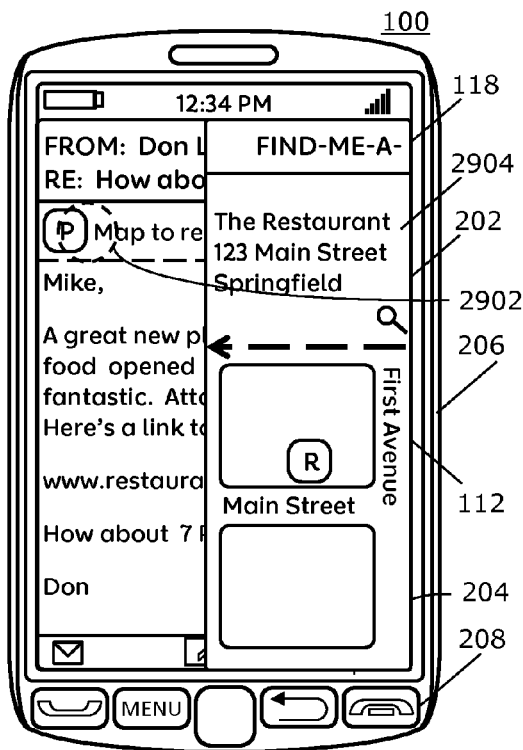 100
12:34 PM
118
FROM: Don L
FIND-ME-A-
RE: How abo
2904
P
Map to re
The Restaurant
123 Main Street
Springfield
202
2902
Mike,
206
A great new pl
food opened
fantastic. Atta
Here's a link to
First Avenue
R
www.restaura
Main Street
112
How about 7 P
Don
204
208
MENU